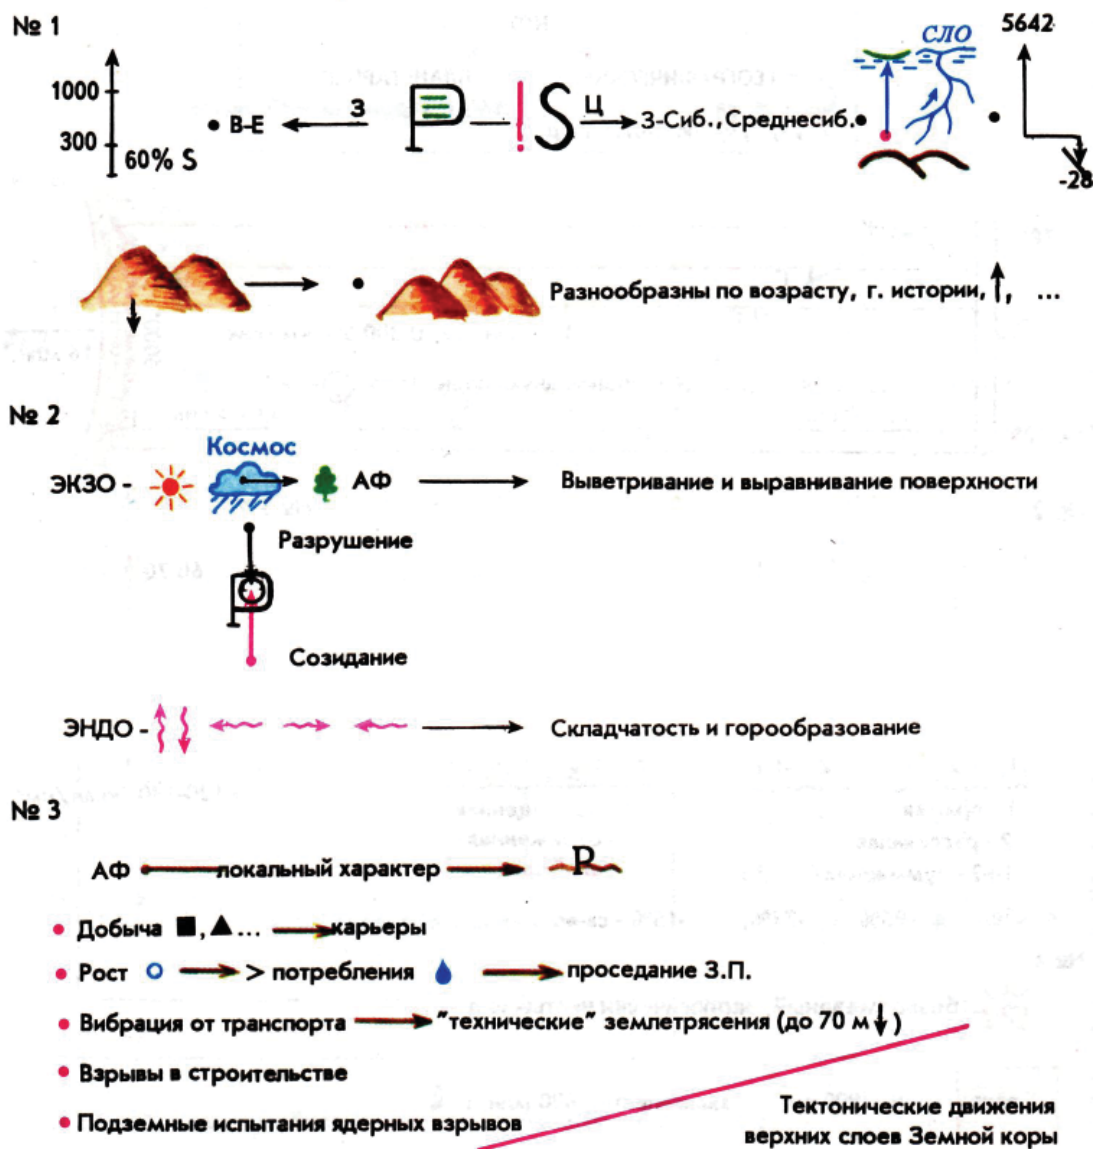 № 1
СЛО
5642
1000
300
60% S
В-Е
З
Р
! S
Ц
З-Сиб., Среднесиб.
-28
Разнообразны по возрасту, г. истории, ↑, ...
№ 2
Космос
ЭКЗО -
АФ
Выветривание и выравнивание поверхности
Разрушение
Р
Созидание
ЭНДО -
Складчатость и горообразование
№ 3
АФ локальный характер Р
• Добыча ■, ▲ ... → карьеры
• Рост → > потребления → проседание З.П.
• Вибрация от транспорта → "технические" землетрясения (до 70 м ↓)
• Взрывы в строительстве
• Подземные испытания ядерных взрывов
Тектонические движения
верхних слоев Земной коры